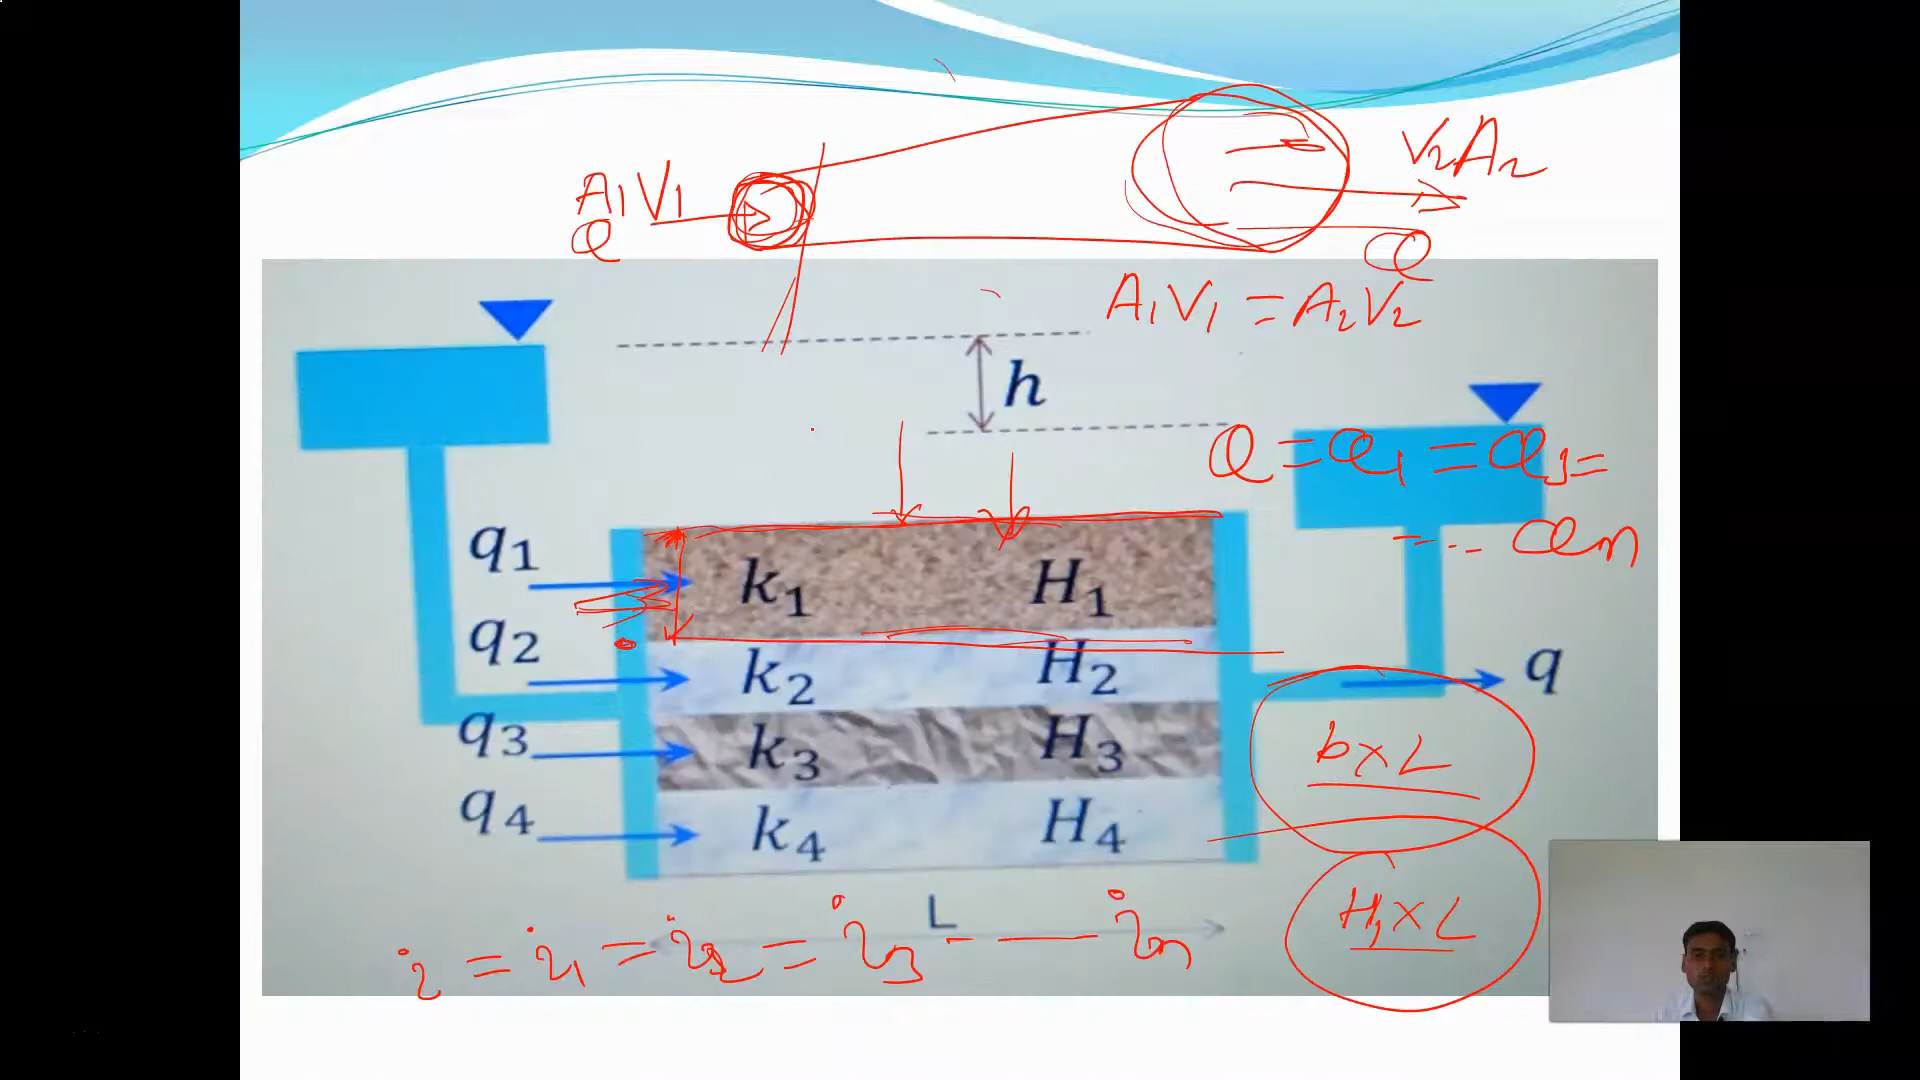 A1V1
Q
V2A2
Q
A1V1 = A2V2
h
Q = Q1 = Q3 =
= ... Qn
q1
k1 H1
q2
k2 H2
q
q3
k3 H3
b×L
q4
k4 H4
L
H1×L
i = i1 = i2 = i3 - — in